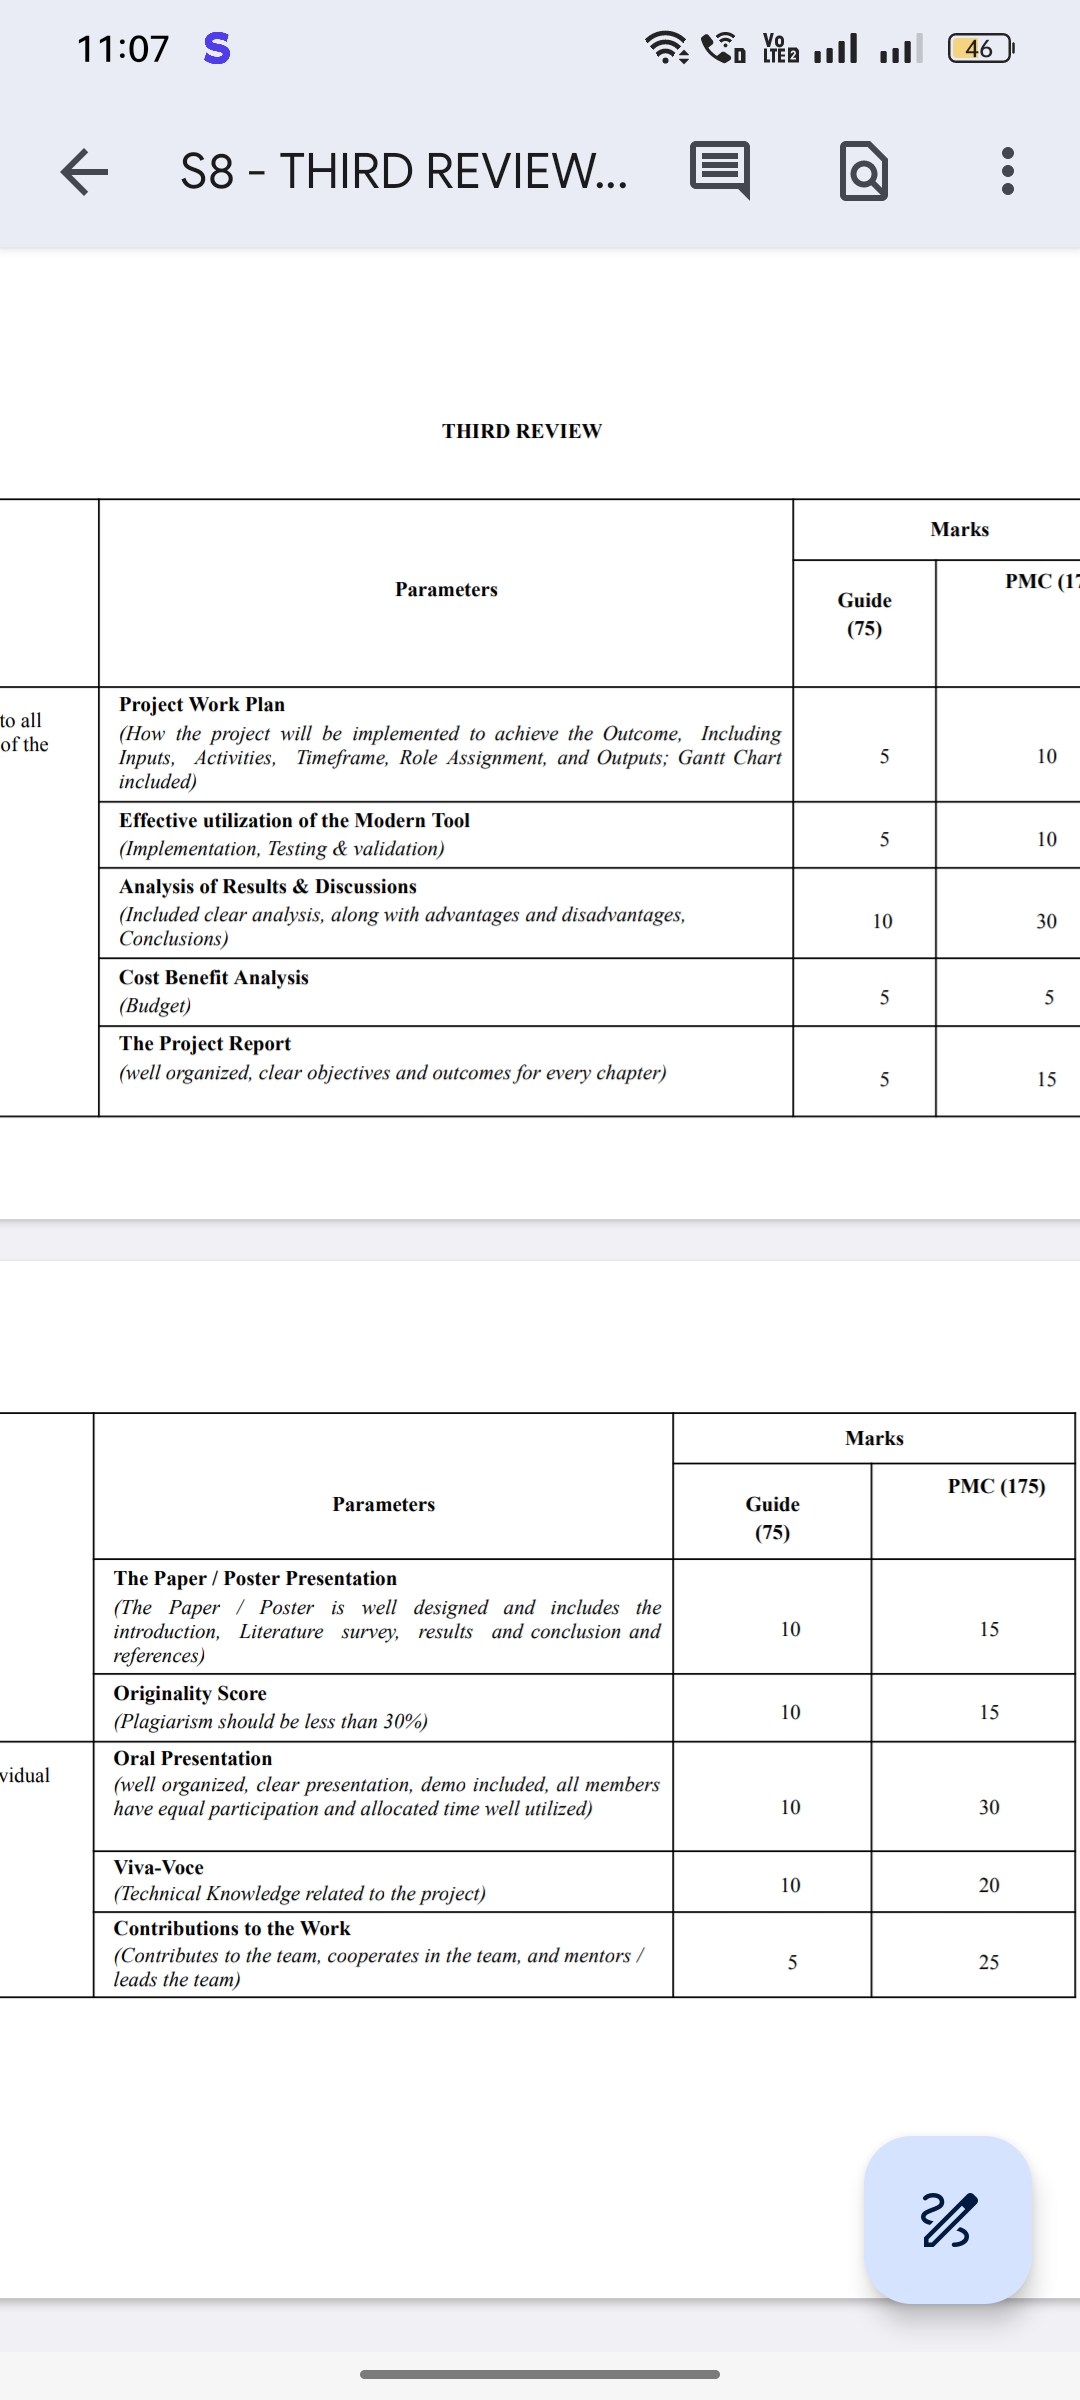 11:07 S
Vo
LTE 2
46
S8 - THIRD REVIEW...
THIRD REVIEW
Marks
Parameters
PMC (17
Guide
(75)
to all
of the
Project Work Plan
(How the project will be implemented to achieve the Outcome, Including
Inputs, Activities, Timeframe, Role Assignment, and Outputs; Gantt Chart
included)
5
10
Effective utilization of the Modern Tool
(Implementation, Testing & validation)
5
10
Analysis of Results & Discussions
(Included clear analysis, along with advantages and disadvantages,
Conclusions)
10
30
Cost Benefit Analysis
(Budget)
5
5
The Project Report
(well organized, clear objectives and outcomes for every chapter)
5
15
Marks
Parameters
PMC (175)
Guide
(75)
The Paper / Poster Presentation
(The Paper / Poster is well designed and includes the
introduction, Literature survey, results and conclusion and
references)
10
15
Originality Score
(Plagiarism should be less than 30%)
10
15
vidual
Oral Presentation
(well organized, clear presentation, demo included, all members
have equal participation and allocated time well utilized)
10
30
Viva-Voce
(Technical Knowledge related to the project)
10
20
Contributions to the Work
(Contributes to the team, cooperates in the team, and mentors /
leads the team)
5
25